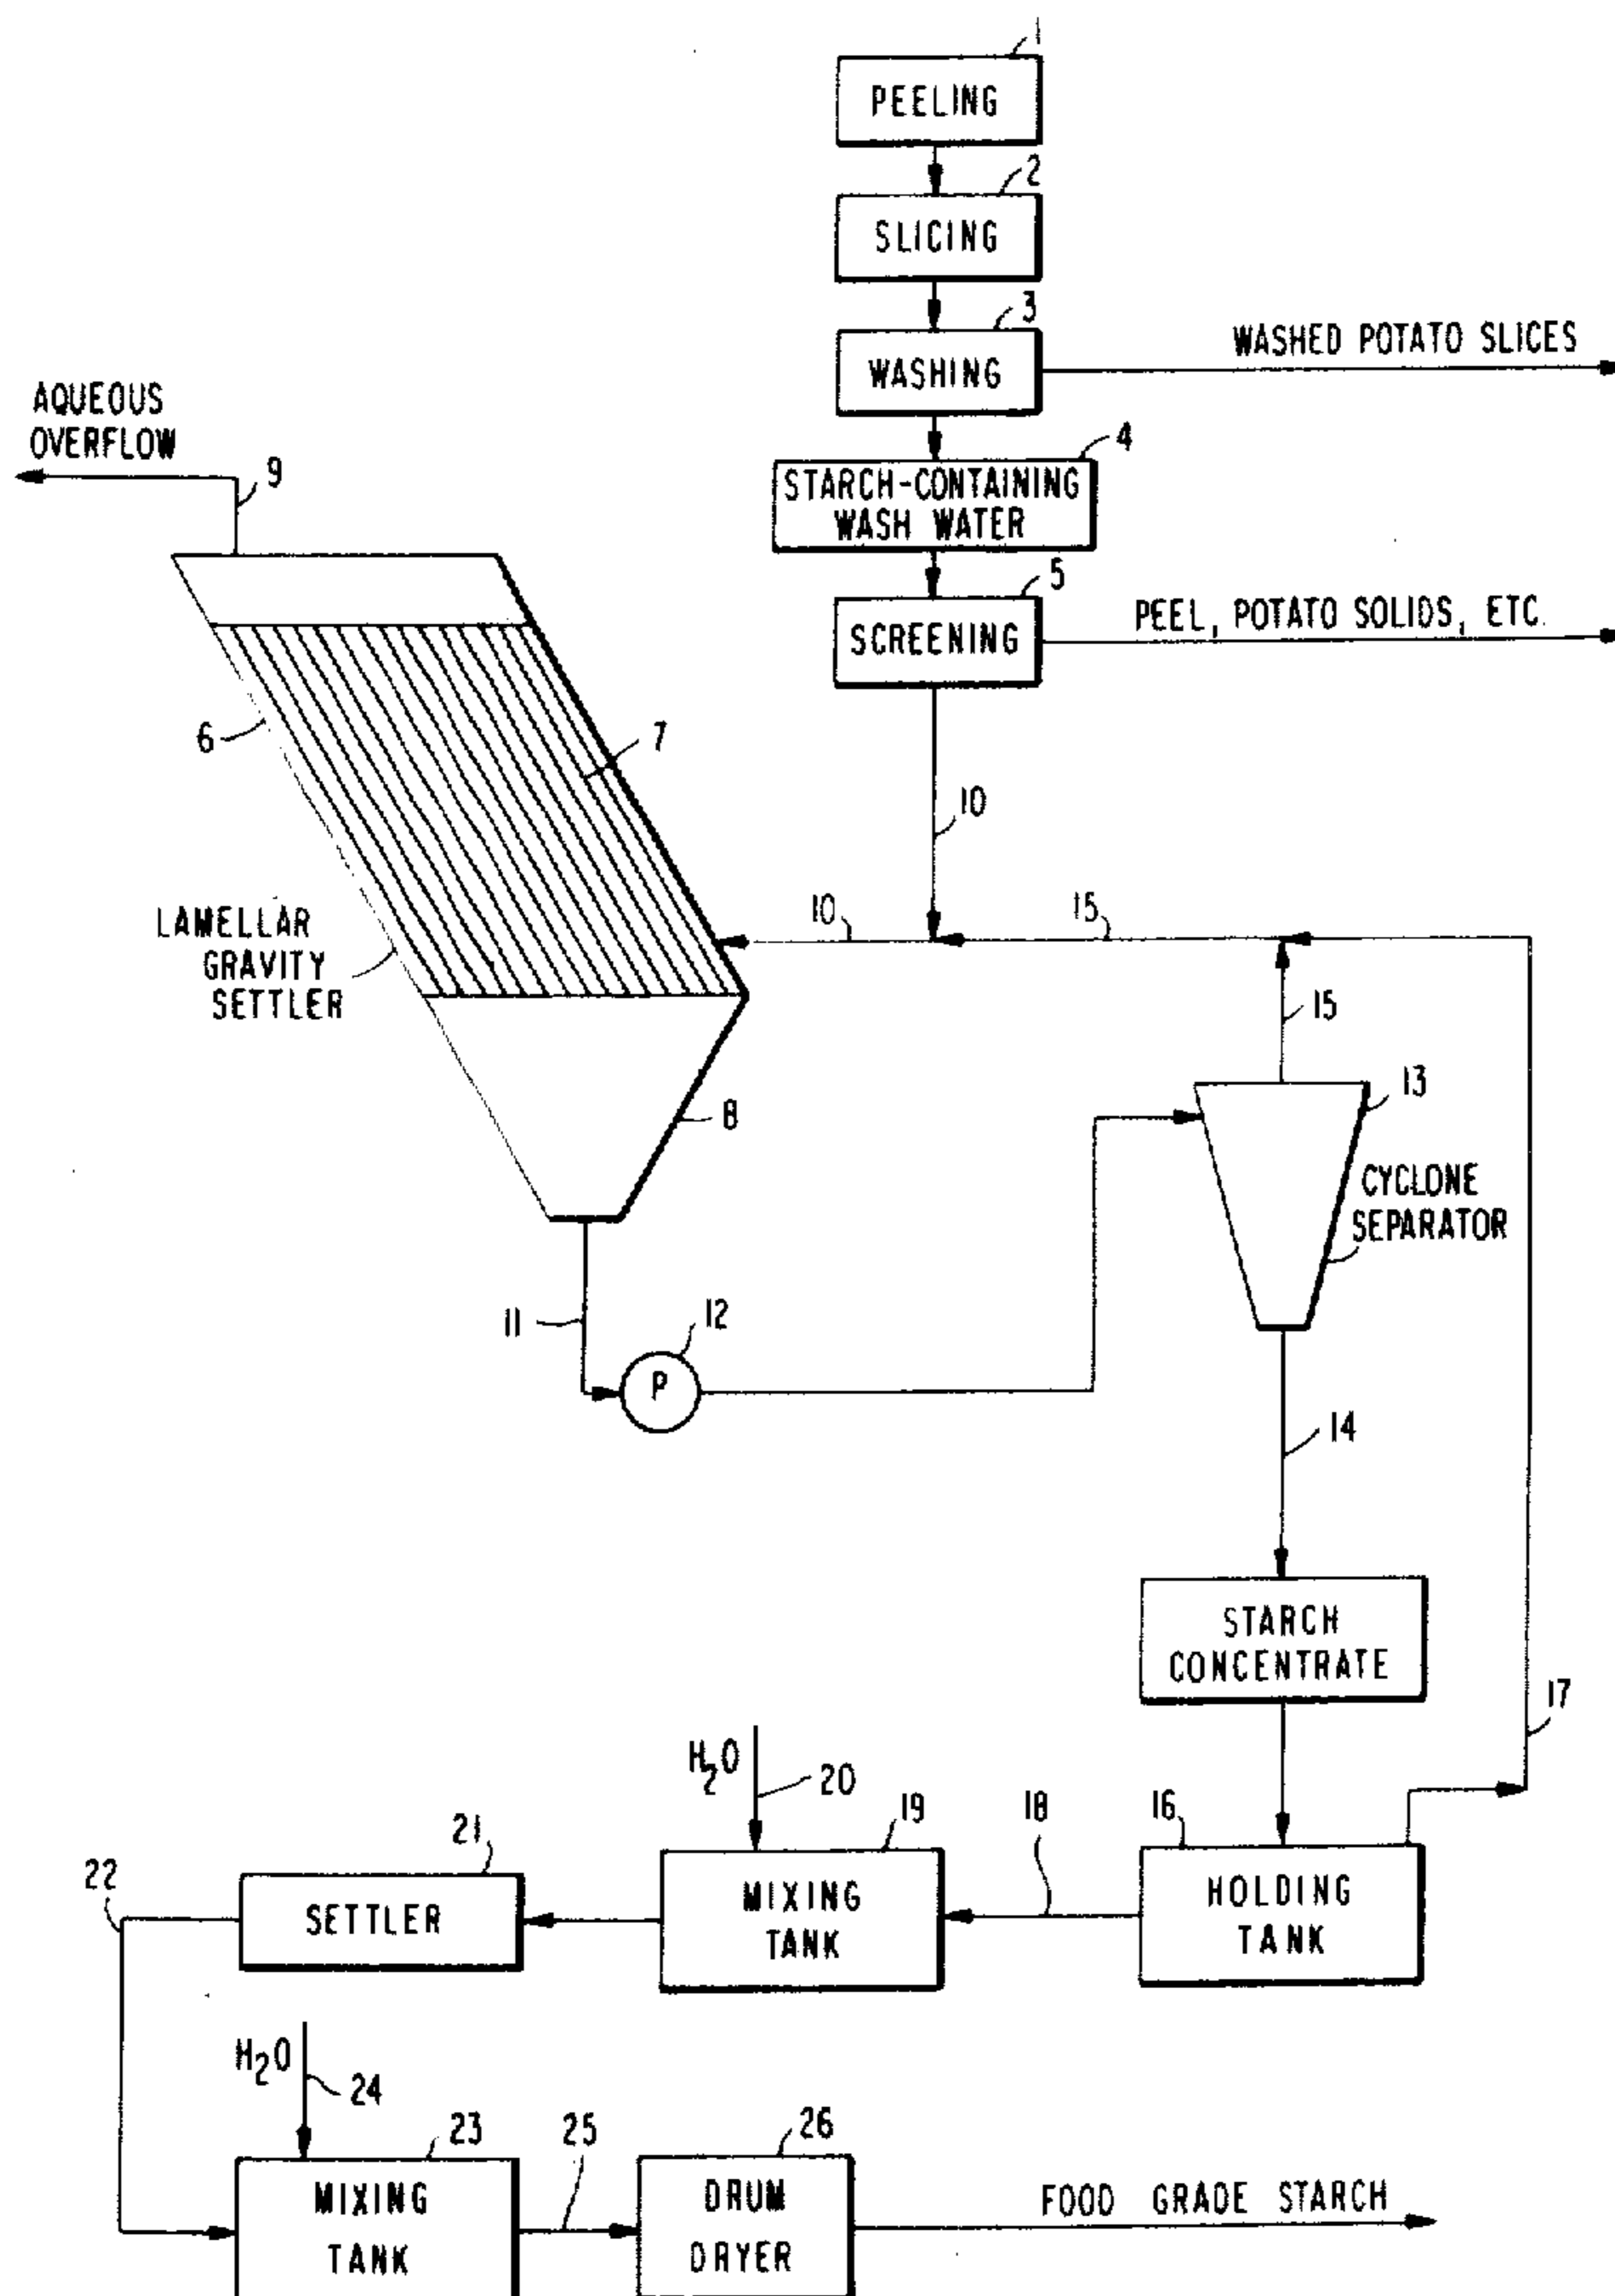 1
PEELING
2
SLICING
3
WASHING
WASHED POTATO SLICES
4
STARCH-CONTAINING
WASH WATER
5
SCREENING
PEEL, POTATO SOLIDS, ETC.
AQUEOUS
OVERFLOW
9
6
7
10
LAMELLAR
GRAVITY
SETTLER
10
15
15
8
13
CYCLONE
SEPARATOR
11
12
P
14
STARCH
CONCENTRATE
17
H2O
20
19
MIXING
TANK
18
16
HOLDING
TANK
21
SETTLER
22
H2O
24
23
MIXING
TANK
25
26
DRUM
DRYER
FOOD GRADE STARCH